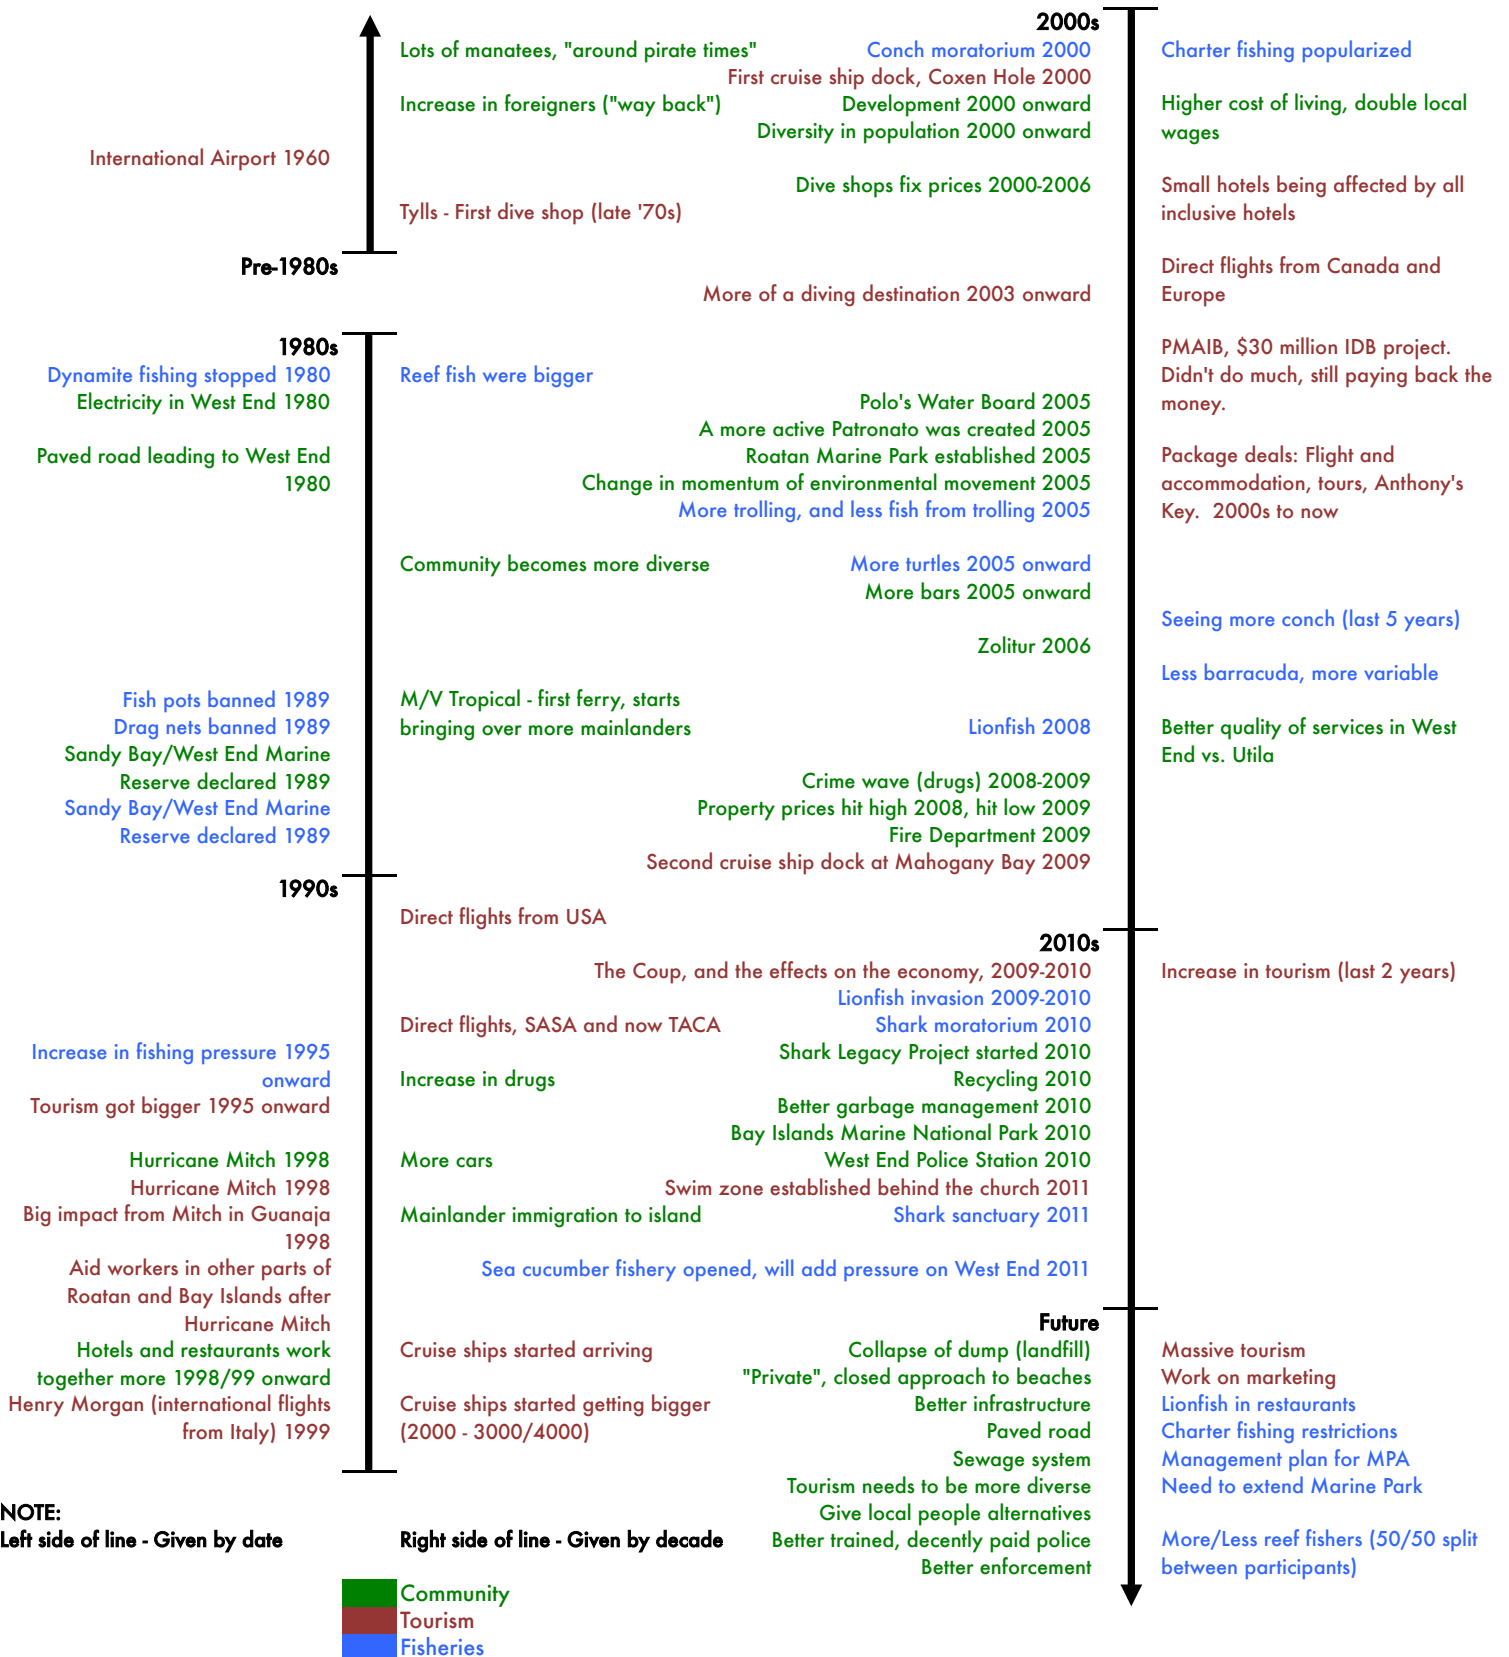 Lots of manatees, "around pirate times"
Increase in foreigners ("way back")
International Airport 1960
Tylls - First dive shop (late '70s)
Pre-1980s
1980s
Dynamite fishing stopped 1980
Reef fish were bigger
Electricity in West End 1980
Paved road leading to West End
1980
Community becomes more diverse
Fish pots banned 1989
Drag nets banned 1989
Sandy Bay/West End Marine
Reserve declared 1989
Sandy Bay/West End Marine
Reserve declared 1989
M/V Tropical - first ferry, starts
bringing over more mainlanders
1990s
Direct flights from USA
Direct flights, SASA and now TACA
Increase in fishing pressure 1995
onward
Increase in drugs
Tourism got bigger 1995 onward
Hurricane Mitch 1998
More cars
Hurricane Mitch 1998
Big impact from Mitch in Guanaja
1998
Mainlander immigration to island
Aid workers in other parts of
Roatan and Bay Islands after
Hurricane Mitch
Hotels and restaurants work
together more 1998/99 onward
Cruise ships started arriving
Henry Morgan (international flights
from Italy) 1999
Cruise ships started getting bigger
(2000 - 3000/4000)
NOTE:
Left side of line - Given by date
Right side of line - Given by decade
Community
Tourism
Fisheries
2000s
Conch moratorium 2000
First cruise ship dock, Coxen Hole 2000
Development 2000 onward
Diversity in population 2000 onward
Dive shops fix prices 2000-2006
More of a diving destination 2003 onward
Polo's Water Board 2005
A more active Patronato was created 2005
Roatan Marine Park established 2005
Change in momentum of environmental movement 2005
More trolling, and less fish from trolling 2005
More turtles 2005 onward
More bars 2005 onward
Zolitur 2006
Lionfish 2008
Crime wave (drugs) 2008-2009
Property prices hit high 2008, hit low 2009
Fire Department 2009
Second cruise ship dock at Mahogany Bay 2009
Charter fishing popularized
Higher cost of living, double local
wages
Small hotels being affected by all
inclusive hotels
Direct flights from Canada and
Europe
PMAIB, $30 million IDB project.
Didn't do much, still paying back the
money.
Package deals: Flight and
accommodation, tours, Anthony's
Key.  2000s to now
Seeing more conch (last 5 years)
Less barracuda, more variable
Better quality of services in West
End vs. Utila
2010s
The Coup, and the effects on the economy, 2009-2010
Lionfish invasion 2009-2010
Shark moratorium 2010
Shark Legacy Project started 2010
Recycling 2010
Better garbage management 2010
Bay Islands Marine National Park 2010
West End Police Station 2010
Swim zone established behind the church 2011
Shark sanctuary 2011
Sea cucumber fishery opened, will add pressure on West End 2011
Increase in tourism (last 2 years)
Future
Collapse of dump (landfill)
"Private", closed approach to beaches
Better infrastructure
Paved road
Sewage system
Tourism needs to be more diverse
Give local people alternatives
Better trained, decently paid police
Better enforcement
Massive tourism
Work on marketing
Lionfish in restaurants
Charter fishing restrictions
Management plan for MPA
Need to extend Marine Park
More/Less reef fishers (50/50 split
between participants)